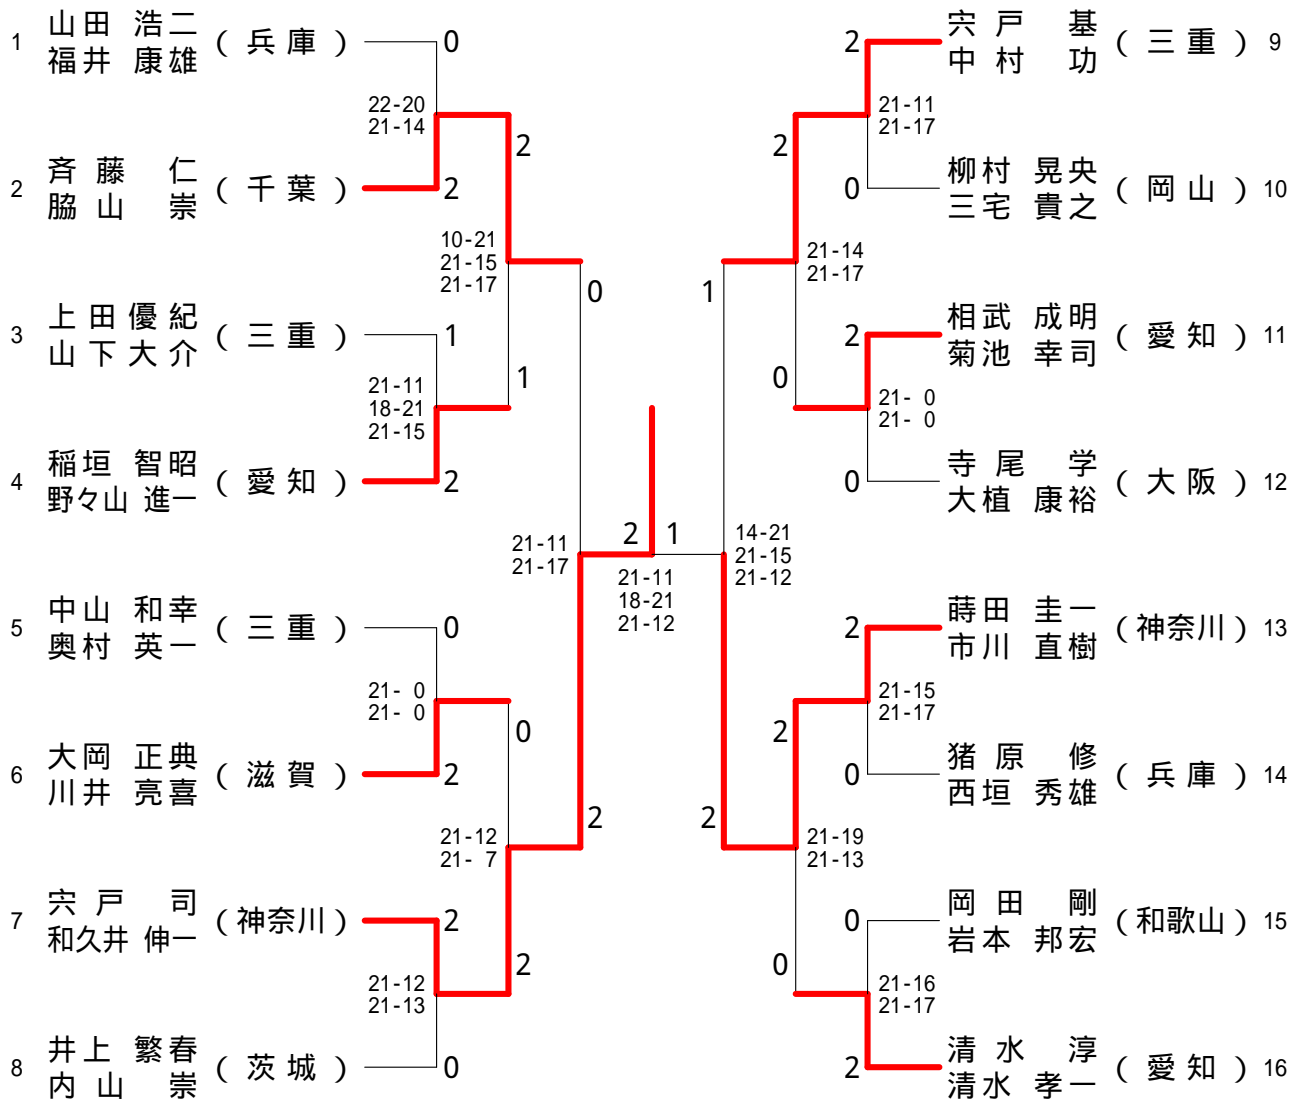 1 山田 浩二 福井 康雄 (兵庫) 0
22-20
21-14
2 斉藤 仁 脇山 崇 (千葉) 2
2
10-21
21-15
21-17
0
3 上田優紀 山下大介 (三重) 1
21-11
18-21
21-15
1
4 稲垣 智昭 野々山 進一 (愛知) 2
21-11
21-17
5 中山 和幸 奥村 英一 (三重) 0
21- 0
21- 0
0
6 大岡 正典 川井 亮喜 (滋賀) 2
21-12
21- 7
2
7 宍戸 司 和久井 伸一 (神奈川) 2
21-12
21-13
2
8 井上 繁春 内山 崇 (茨城) 0
2 1
21-11
18-21
21-12
2 宍戸 基 中村 功 (三重) 9
21-11
21-17
2
0 柳村 晃央 三宅 貴之 (岡山) 10
21-14
21-17
1
2 相武 成明 菊池 幸司 (愛知) 11
21- 0
21- 0
0
0 寺尾 学 大植 康裕 (大阪) 12
14-21
21-15
21-12
2 蒔田 圭一 市川 直樹 (神奈川) 13
21-15
21-17
2
0 猪原 修 西垣 秀雄 (兵庫) 14
21-19
21-13
2
0 岡田 剛 岩本 邦宏 (和歌山) 15
21-16
21-17
0
2 清水 淳 清水 孝一 (愛知) 16